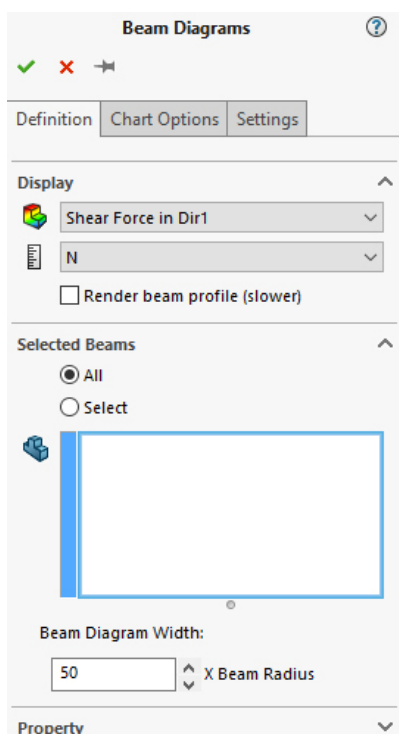 Beam Diagrams
?
Definition Chart Options Settings
Display
Shear Force in Dir1
N
Render beam profile (slower)
Selected Beams
All
Select
Beam Diagram Width:
50 X Beam Radius
Property